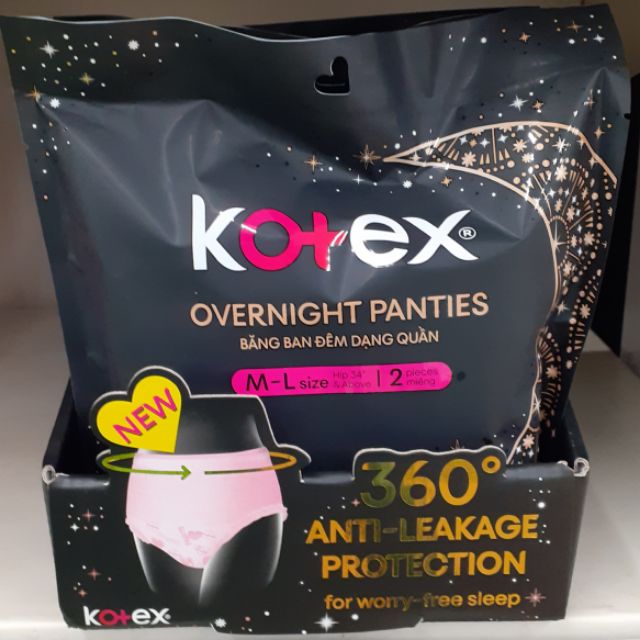 Kotex®
OVERNIGHT PANTIES
BĂNG BAN ĐÊM DẠNG QUẦN
M-L size Hip 34" & Above | 2 pieces miếng
NEW
360°
ANTI-LEAKAGE
PROTECTION
for worry-free sleep
Kotex®